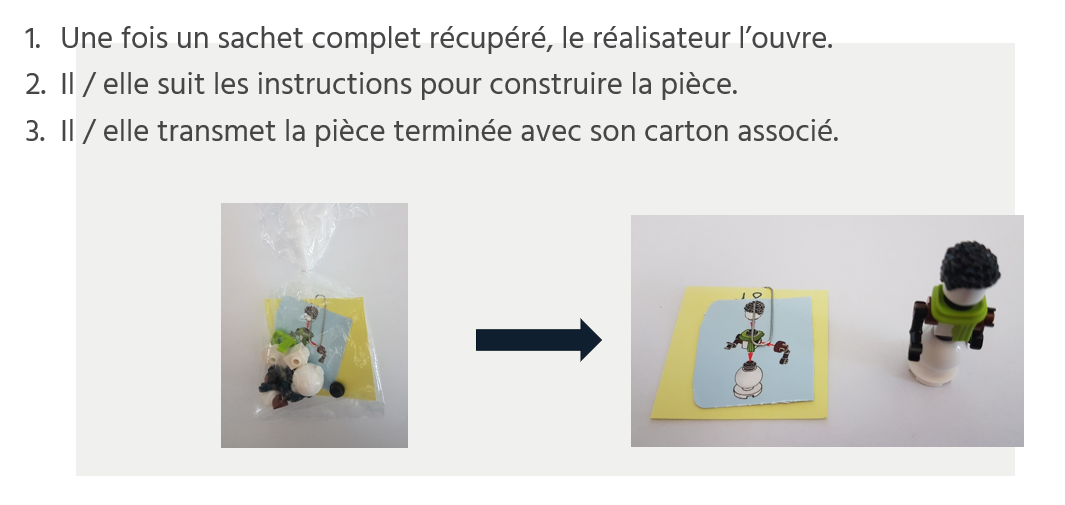 1. Une fois un sachet complet récupéré, le réalisateur l’ouvre.
2. Il / elle suit les instructions pour construire la pièce.
3. Il / elle transmet la pièce terminée avec son carton associé.